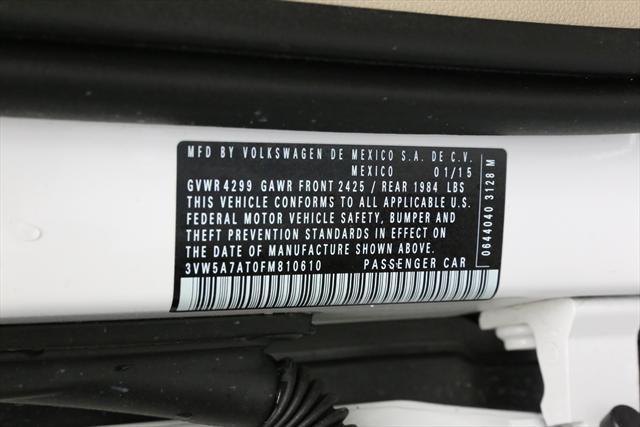 MFD BY VOLKSWAGEN DE MEXICO S.A. DE C.V.
MEXICO 01/15
GVWR 4299 GAWR FRONT 2425 / REAR 1984 LBS
THIS VEHICLE CONFORMS TO ALL APPLICABLE U.S.
FEDERAL MOTOR VEHICLE SAFETY, BUMPER AND
THEFT PREVENTION STANDARDS IN EFFECT ON
THE DATE OF MANUFACTURE SHOWN ABOVE.
3VW5A7AT0FM810610 PASSENGER CAR
0644040 3128 M